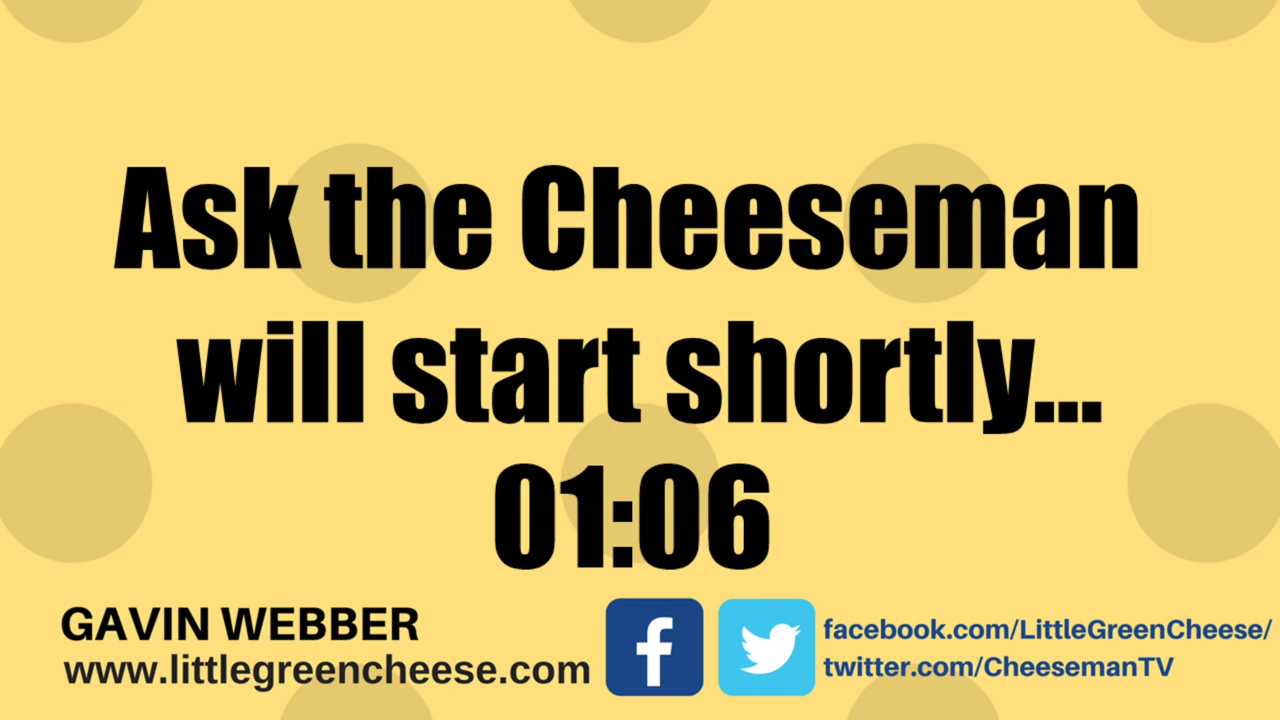 Ask the Cheeseman
will start shortly...
01:06
GAVIN WEBBER
www.littlegreencheese.com
facebook.com/LittleGreenCheese/
twitter.com/CheesemanTV